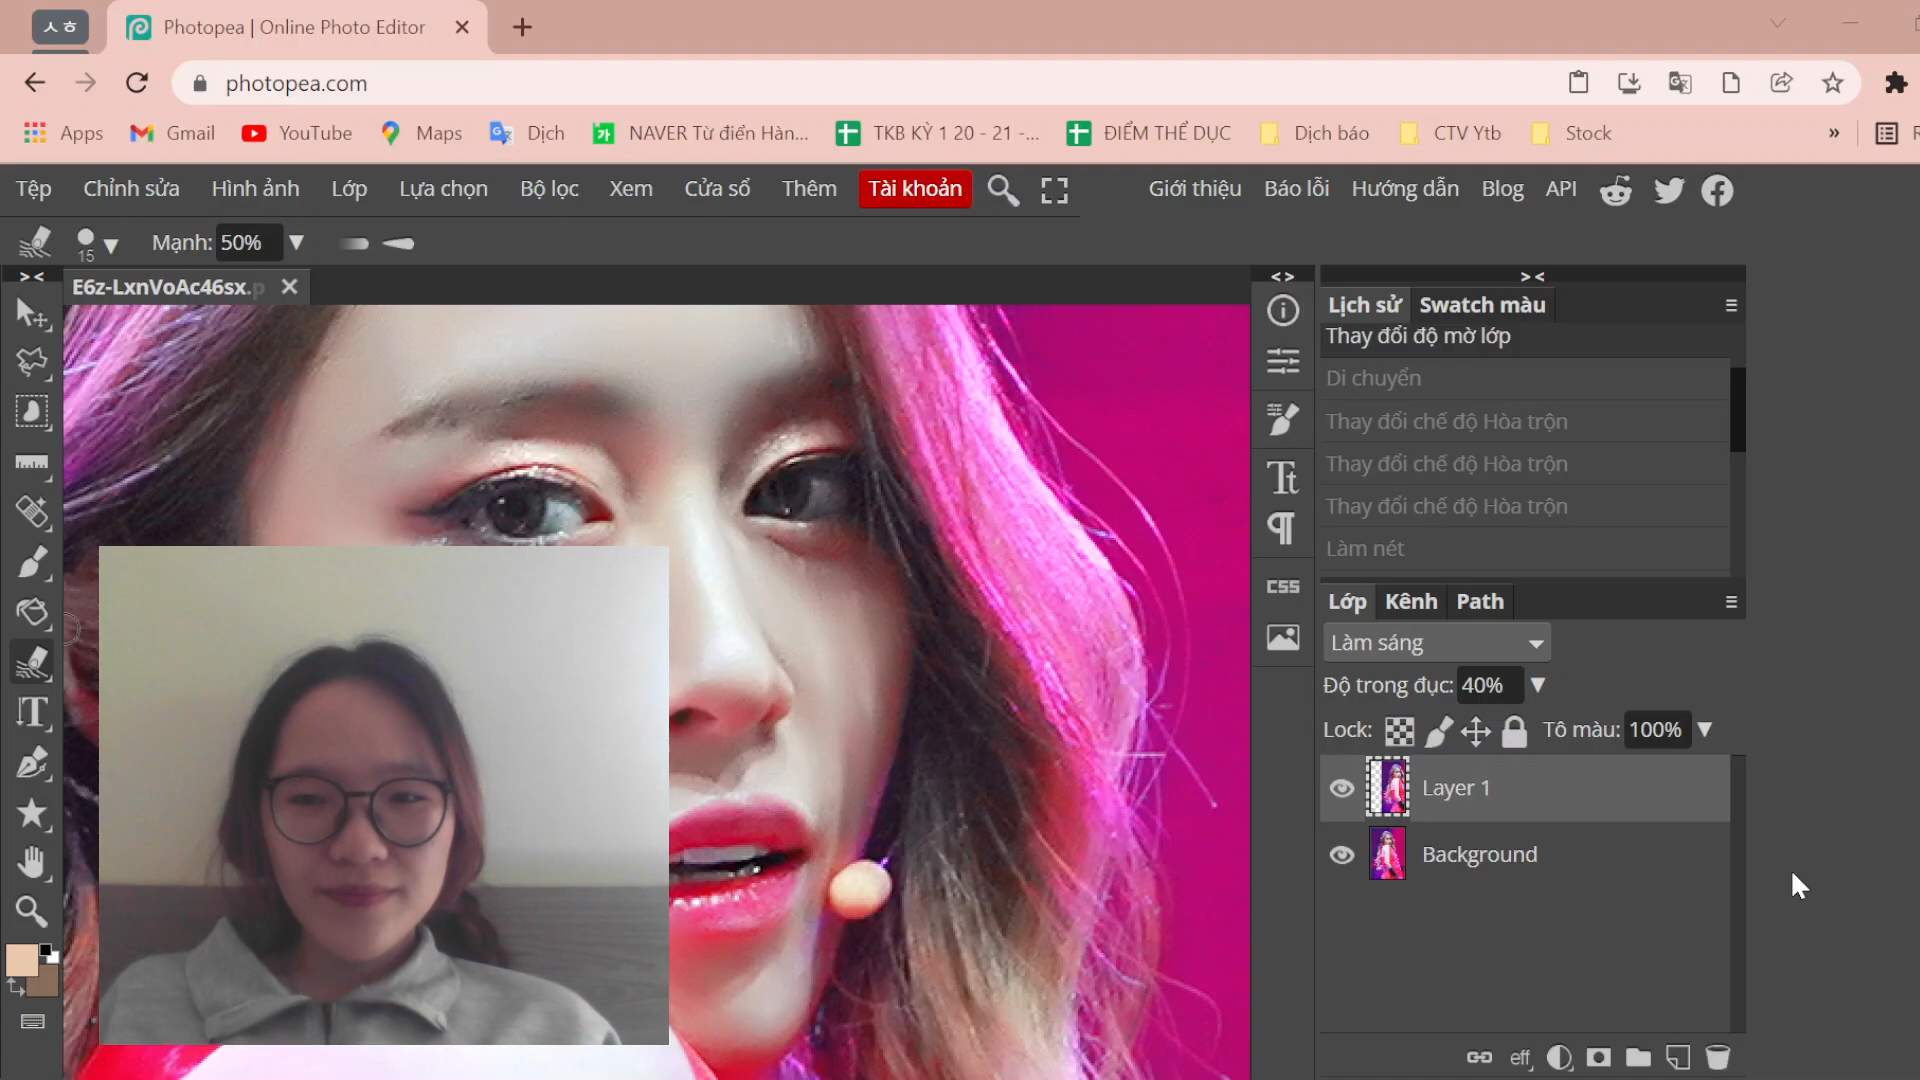 ㅅㅎ
Photopea | Online Photo Editor
photopea.com
Apps Gmail YouTube Maps Dịch NAVER Từ điển Hàn... TKB KỲ 1 20 - 21 -... ĐIỂM THỂ DỤC Dịch báo CTV Ytb Stock »
Tệp Chỉnh sửa Hình ảnh Lớp Lựa chọn Bộ lọc Xem Cửa sổ Thêm Tài khoản Giới thiệu Báo lỗi Hướng dẫn Blog API
15 Mạnh: 50%
E6z-LxnVoAc46sx.p
Lịch sử Swatch màu
Thay đổi độ mờ lớp
Di chuyển
Thay đổi chế độ Hòa trộn
Thay đổi chế độ Hòa trộn
Thay đổi chế độ Hòa trộn
Làm nét
CSS
Lớp Kênh Path
Làm sáng
Độ trong đục: 40%
Lock: Tô màu: 100%
Layer 1
Background
eff